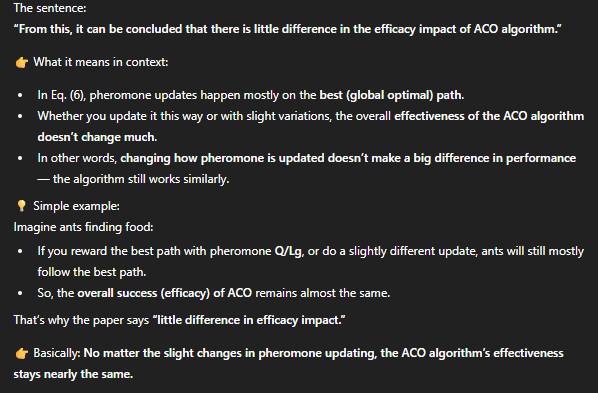 The sentence:
“From this, it can be concluded that there is little difference in the efficacy impact of ACO algorithm.”
👉 What it means in context:
• In Eq. (6), pheromone updates happen mostly on the best (global optimal) path.
• Whether you update it this way or with slight variations, the overall effectiveness of the ACO algorithm
doesn’t change much.
• In other words, changing how pheromone is updated doesn’t make a big difference in performance
— the algorithm still works similarly.
💡 Simple example:
Imagine ants finding food:
• If you reward the best path with pheromone Q/Lg, or do a slightly different update, ants will still mostly
follow the best path.
• So, the overall success (efficacy) of ACO remains almost the same.
That’s why the paper says “little difference in efficacy impact.”
👉 Basically: No matter the slight changes in pheromone updating, the ACO algorithm’s effectiveness
stays nearly the same.